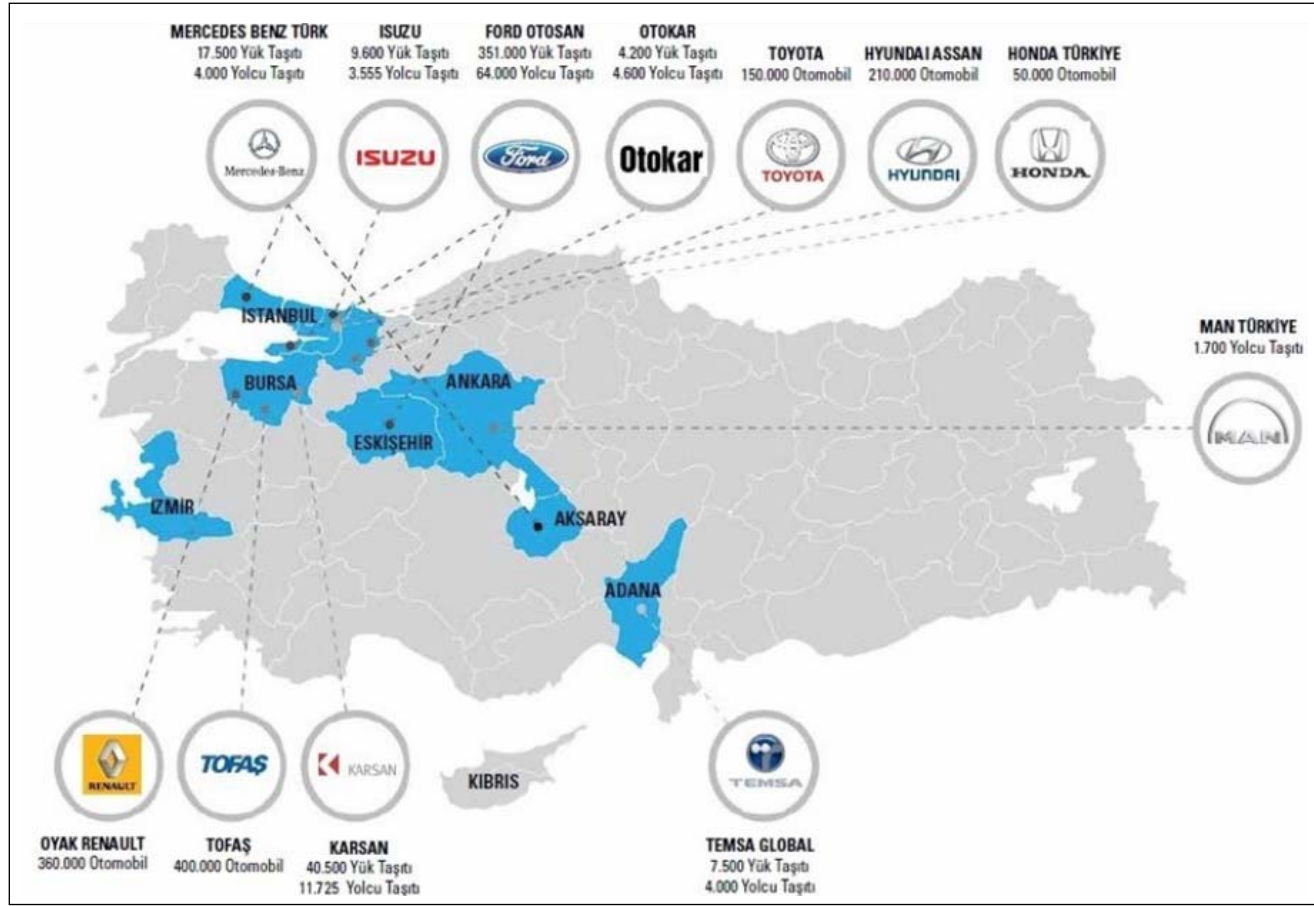 MERCEDES BENZ TÜRK
17.500 Yük Taşıtı
4.000 Yolcu Taşıtı
ISUZU
9.600 Yük Taşıtı
3.555 Yolcu Taşıtı
FORD OTOSAN
351.000 Yük Taşıtı
64.000 Yolcu Taşıtı
OTOKAR
4.200 Yük Taşıtı
4.600 Yolcu Taşıtı
TOYOTA
150.000 Otomobil
HYUNDAI ASSAN
210.000 Otomobil
HONDA TÜRKİYE
50.000 Otomobil
Mercedes-Benz
ISUZU
Ford
Otokar
TOYOTA
HYUNDAI
HONDA
İSTANBUL
BURSA
ANKARA
ESKİŞEHİR
İZMİR
AKSARAY
ADANA
MAN TÜRKİYE
1.700 Yolcu Taşıtı
MAN
RENAULT
TOFAŞ
KARSAN
KIBRIS
TEMSA
OYAK RENAULT
360.000 Otomobil
TOFAŞ
400.000 Otomobil
KARSAN
40.500 Yük Taşıtı
11.725 Yolcu Taşıtı
TEMSA GLOBAL
7.500 Yük Taşıtı
4.000 Yolcu Taşıtı